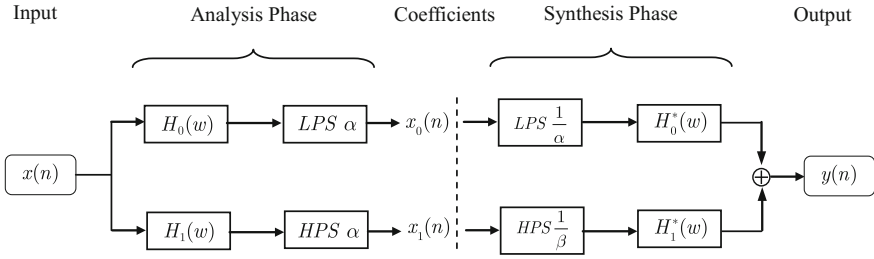 Input Analysis Phase Coefficients Synthesis Phase Output
H₀(w) LPS α x₀(n) LPS 1/α H₀*(w)
x(n) ⊕ y(n)
H₁(w) HPS α x₁(n) HPS 1/β H₁*(w)